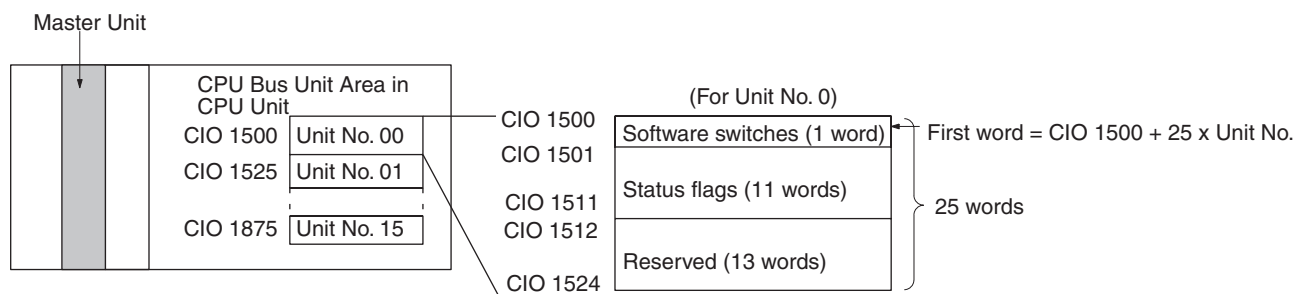 Master Unit
CPU Bus Unit Area in
CPU Unit
CIO 1500 Unit No. 00
CIO 1525 Unit No. 01
CIO 1875 Unit No. 15
(For Unit No. 0)
CIO 1500
Software switches (1 word)
First word = CIO 1500 + 25 x Unit No.
CIO 1501
Status flags (11 words)
CIO 1511
25 words
CIO 1512
Reserved (13 words)
CIO 1524